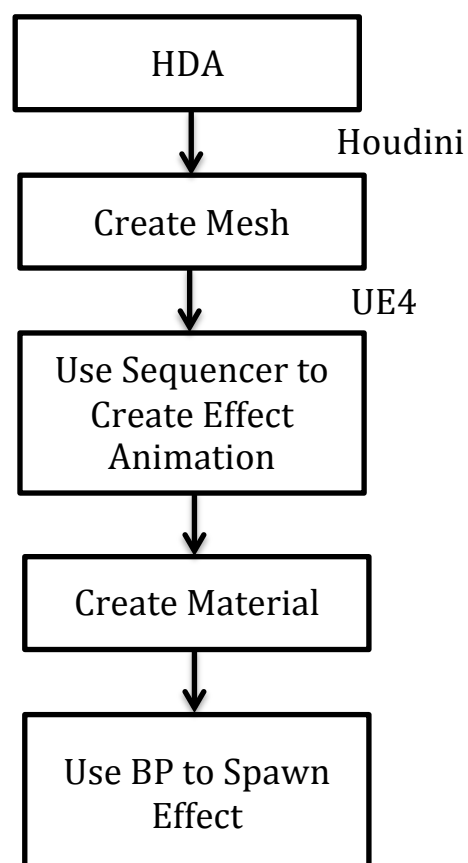 HDA
Houdini
Create Mesh
UE4
Use Sequencer to
Create Effect
Animation
Create Material
Use BP to Spawn
Effect